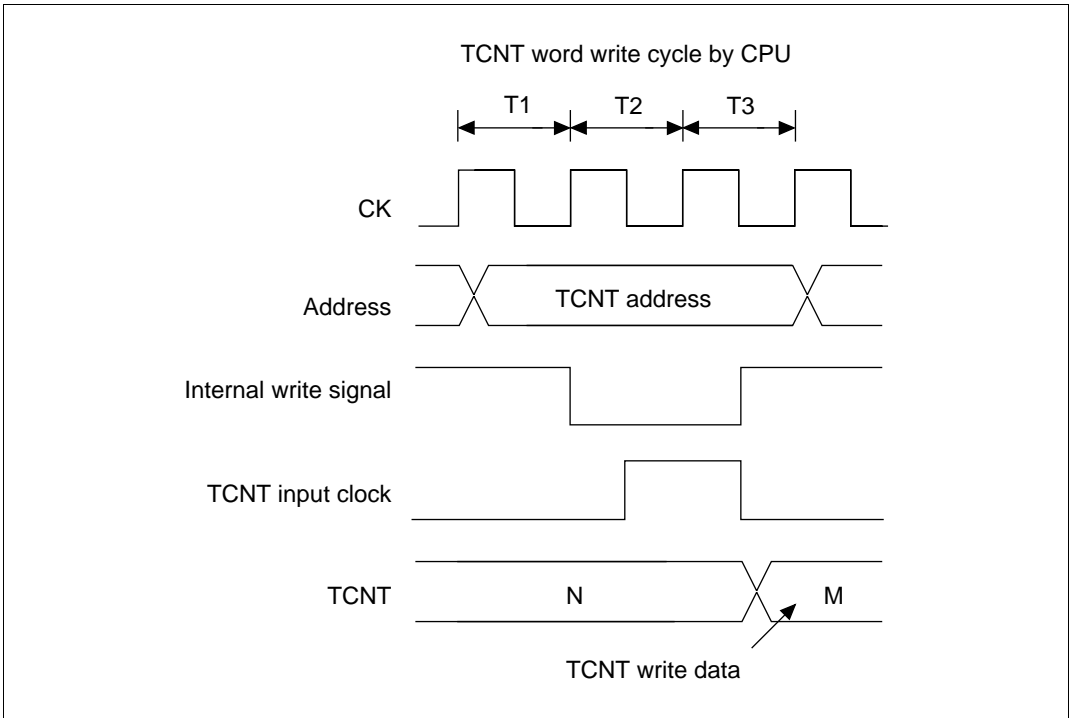 TCNT word write cycle by CPU
T1 T2 T3
CK
Address
TCNT address
Internal write signal
TCNT input clock
TCNT
N
M
TCNT write data